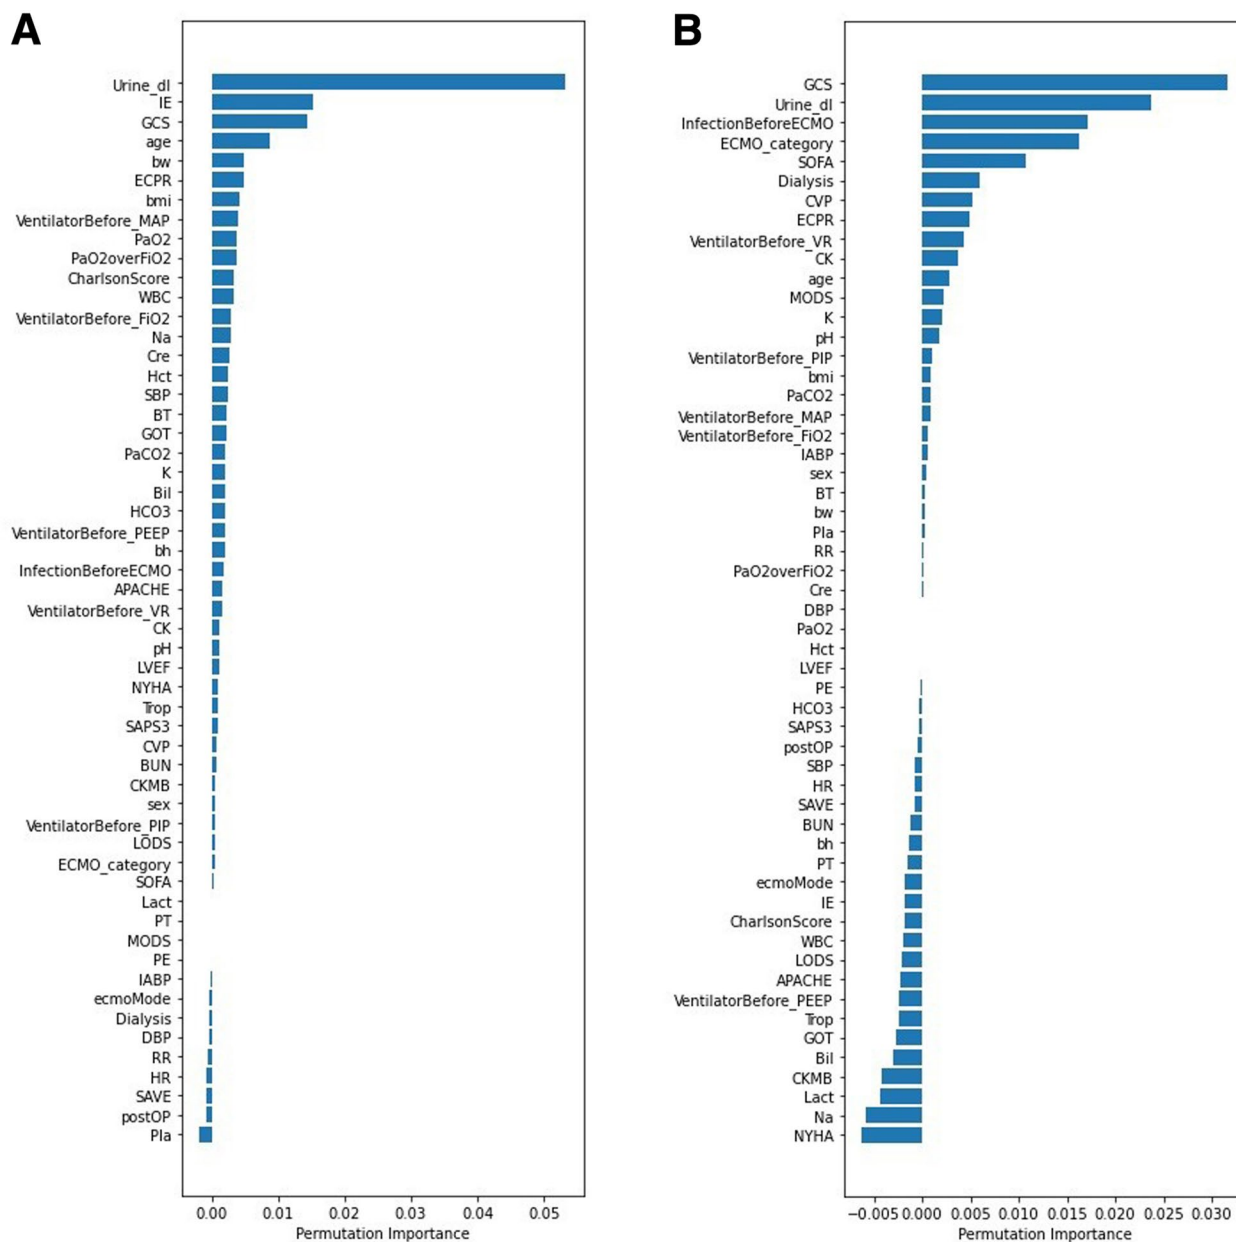 A
Urine_dl
IE
GCS
age
bw
ECPR
bmi
VentilatorBefore_MAP
PaO2
PaO2overFiO2
CharlsonScore
WBC
VentilatorBefore_FiO2
Na
Cre
Hct
SBP
BT
GOT
PaCO2
K
Bil
HCO3
VentilatorBefore_PEEP
bh
InfectionBeforeECMO
APACHE
VentilatorBefore_VR
CK
pH
LVEF
NYHA
Trop
SAPS3
CVP
BUN
CKMB
sex
VentilatorBefore_PIP
LODS
ECMO_category
SOFA
Lact
PT
MODS
PE
IABP
ecmoMode
Dialysis
DBP
RR
HR
SAVE
postOP
Pla
0.00 0.01 0.02 0.03 0.04 0.05
Permutation Importance
B
GCS
Urine_dl
InfectionBeforeECMO
ECMO_category
SOFA
Dialysis
CVP
ECPR
VentilatorBefore_VR
CK
age
MODS
K
pH
VentilatorBefore_PIP
bmi
PaCO2
VentilatorBefore_MAP
VentilatorBefore_FiO2
IABP
sex
BT
bw
Pla
RR
PaO2overFiO2
Cre
DBP
PaO2
Hct
LVEF
PE
HCO3
SAPS3
postOP
SBP
HR
SAVE
BUN
bh
PT
ecmoMode
IE
CharlsonScore
WBC
LODS
APACHE
VentilatorBefore_PEEP
Trop
GOT
Bil
CKMB
Lact
Na
NYHA
−0.005 0.000 0.005 0.010 0.015 0.020 0.025 0.030
Permutation Importance